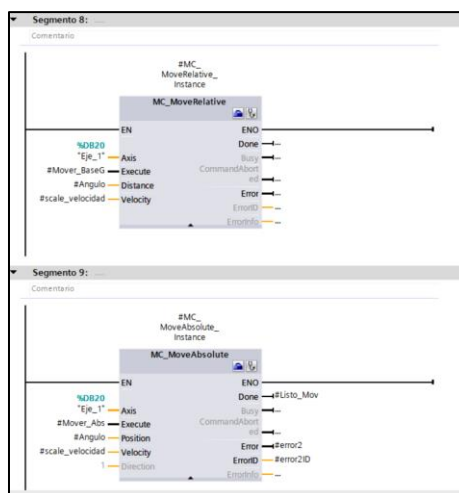 Segmento 8: .....
Comentario
#MC_
MoveRelative_
Instance
MC_MoveRelative
EN ENO
%DB20 Done ...
"Eje_1" Axis Busy ...
#Mover_BaseG Execute CommandAbort
ed ...
#Angulo Distance
#scale_velocidad Velocity Error ...
ErrorID ...
ErrorInfo ...
Segmento 9: .....
Comentario
#MC_
MoveAbsolute_
Instance
MC_MoveAbsolute
EN ENO
%DB20 Done #Listo_Mov
"Eje_1" Axis Busy ...
#Mover_Abs Execute CommandAbort
ed ...
#Angulo Position
#scale_velocidad Velocity Error #error2
1 Direction ErrorID #error2ID
ErrorInfo ...